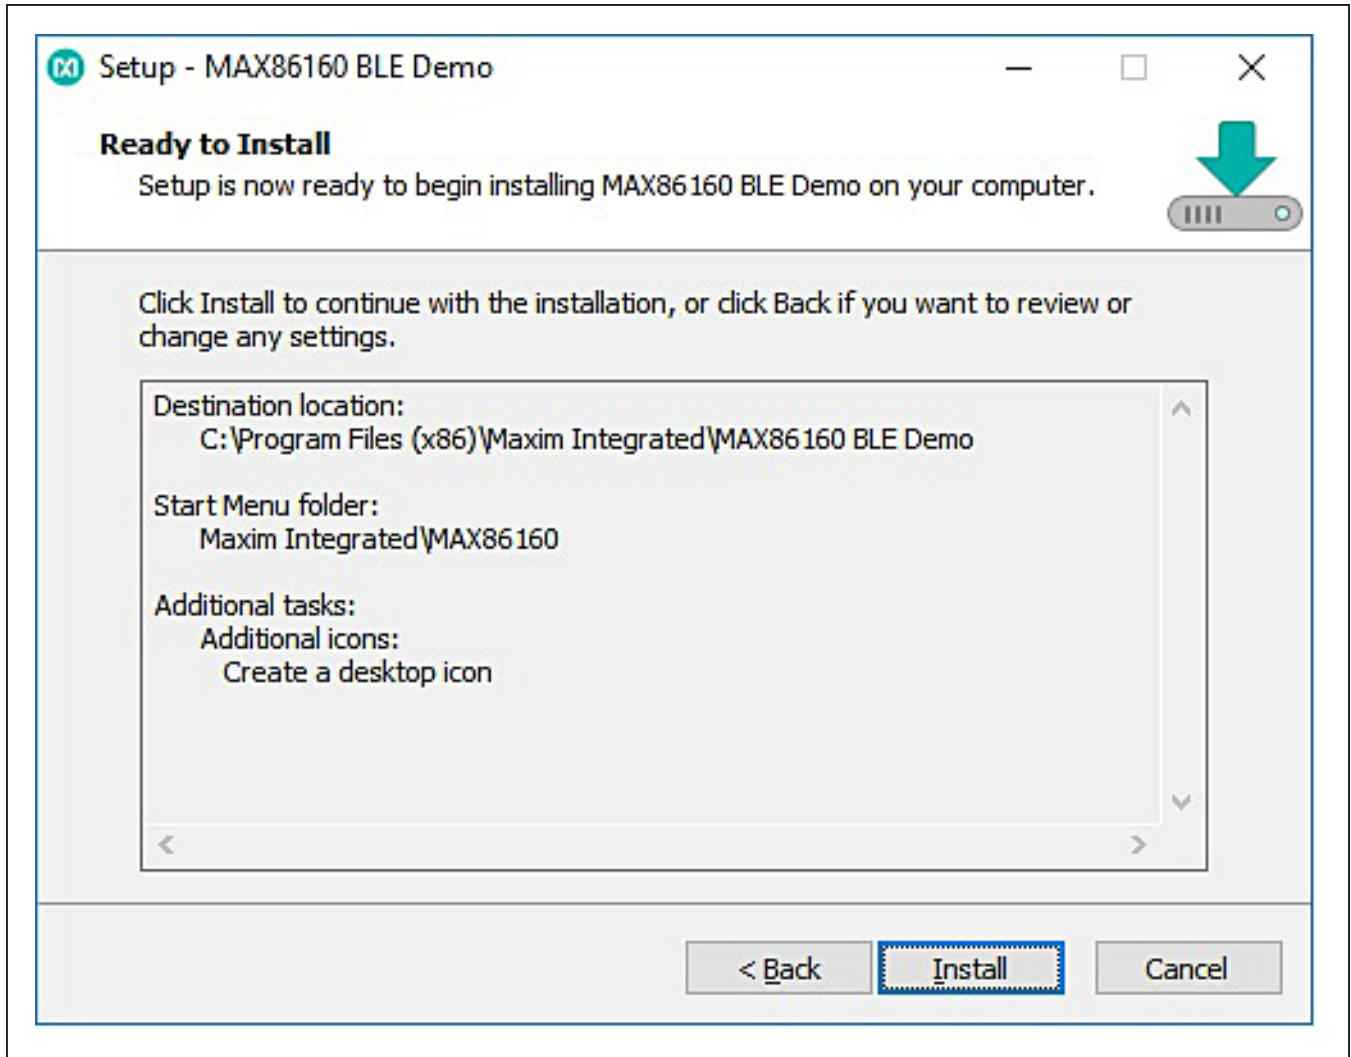 Setup - MAX86160 BLE Demo
Ready to Install
Setup is now ready to begin installing MAX86160 BLE Demo on your computer.
Click Install to continue with the installation, or click Back if you want to review or
change any settings.
Destination location:
C:\Program Files (x86)\Maxim Integrated\MAX86160 BLE Demo
Start Menu folder:
Maxim Integrated\MAX86160
Additional tasks:
Additional icons:
Create a desktop icon
< Back
Install
Cancel